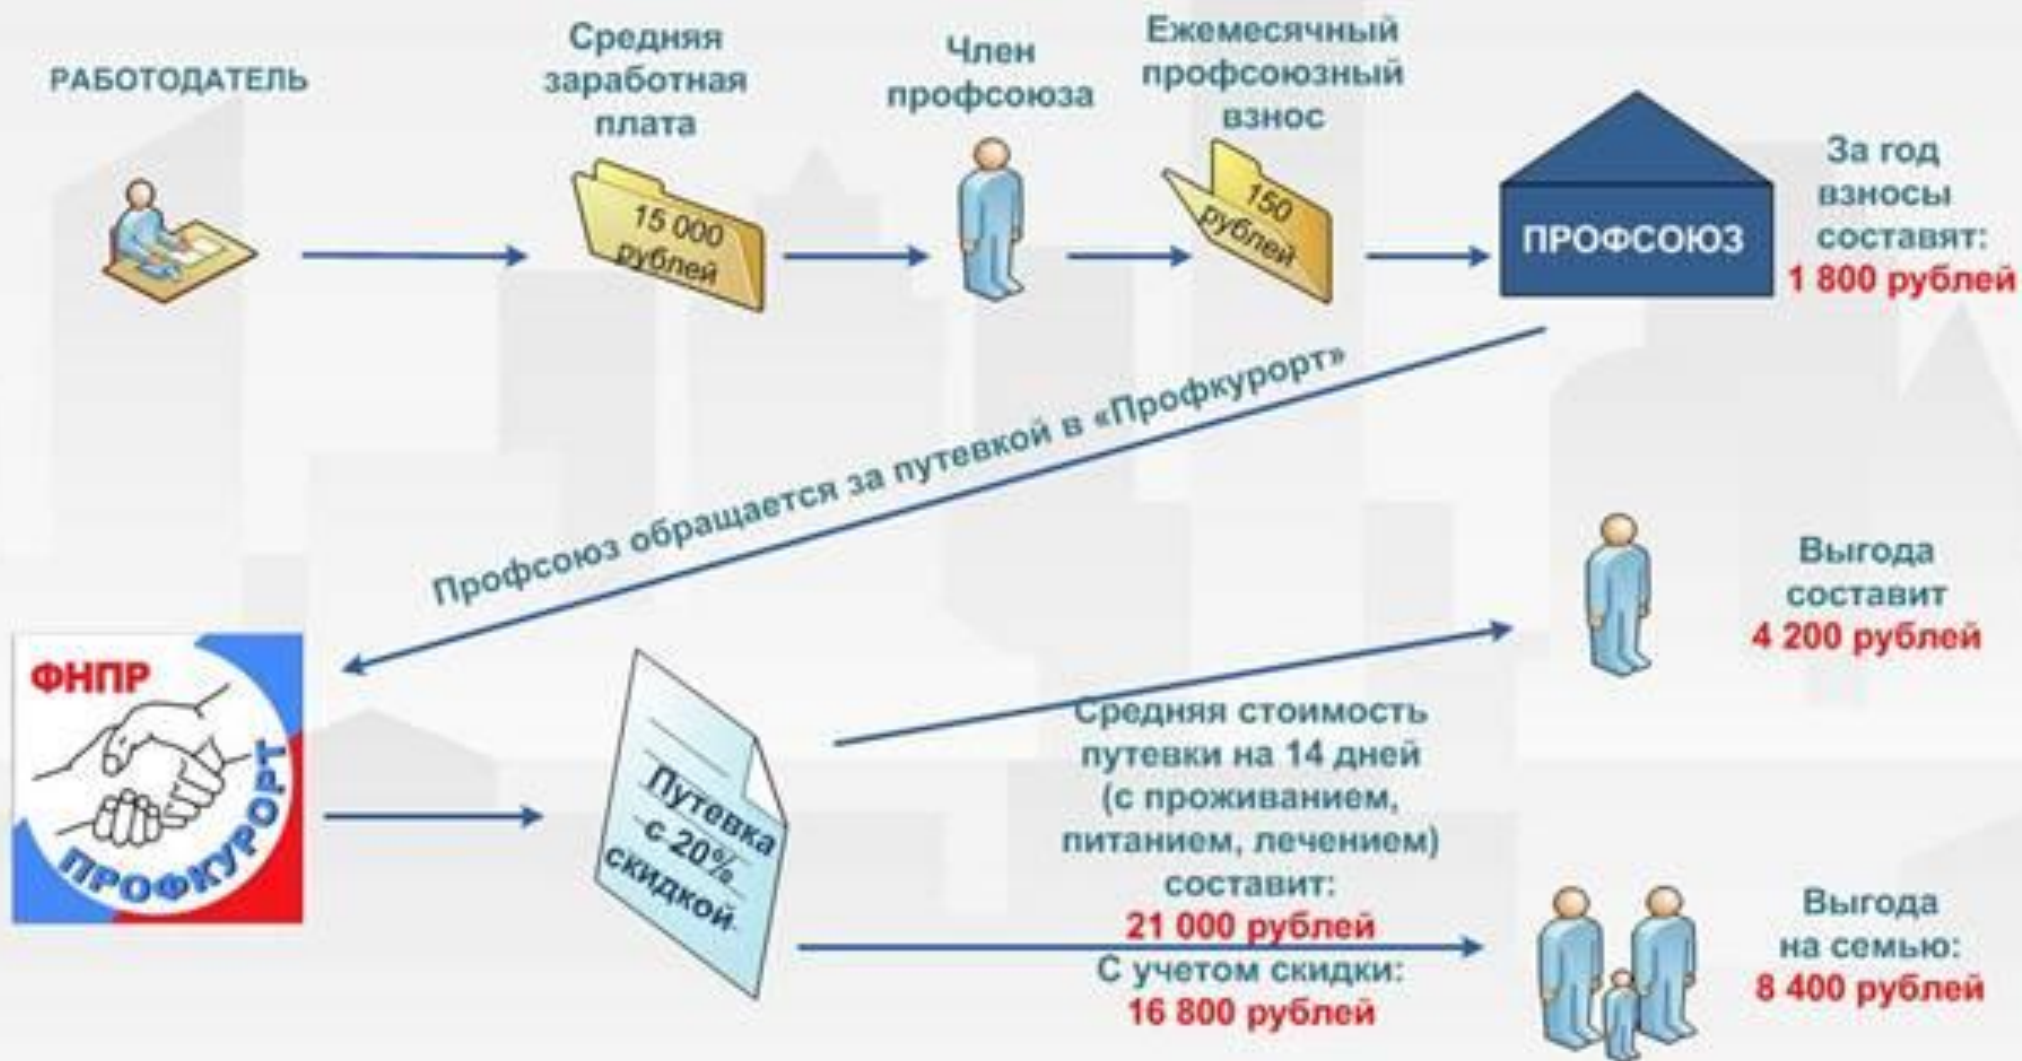 РАБОТОДАТЕЛЬ
Средняя
заработная
плата
15 000
рублей
Член
профсоюза
Ежемесячный
профсоюзный
взнос
150
рублей
ПРОФСОЮЗ
За год
взносы
составят:
1 800 рублей
Профсоюз обращается за путевкой в «Профкурорт»
ФНПР
ПРОФКУРОРТ
Путевка
с 20%
скидкой
Средняя стоимость
путевки на 14 дней
(с проживанием,
питанием, лечением)
составит:
21 000 рублей
С учетом скидки:
16 800 рублей
Выгода
составит
4 200 рублей
Выгода
на семью:
8 400 рублей